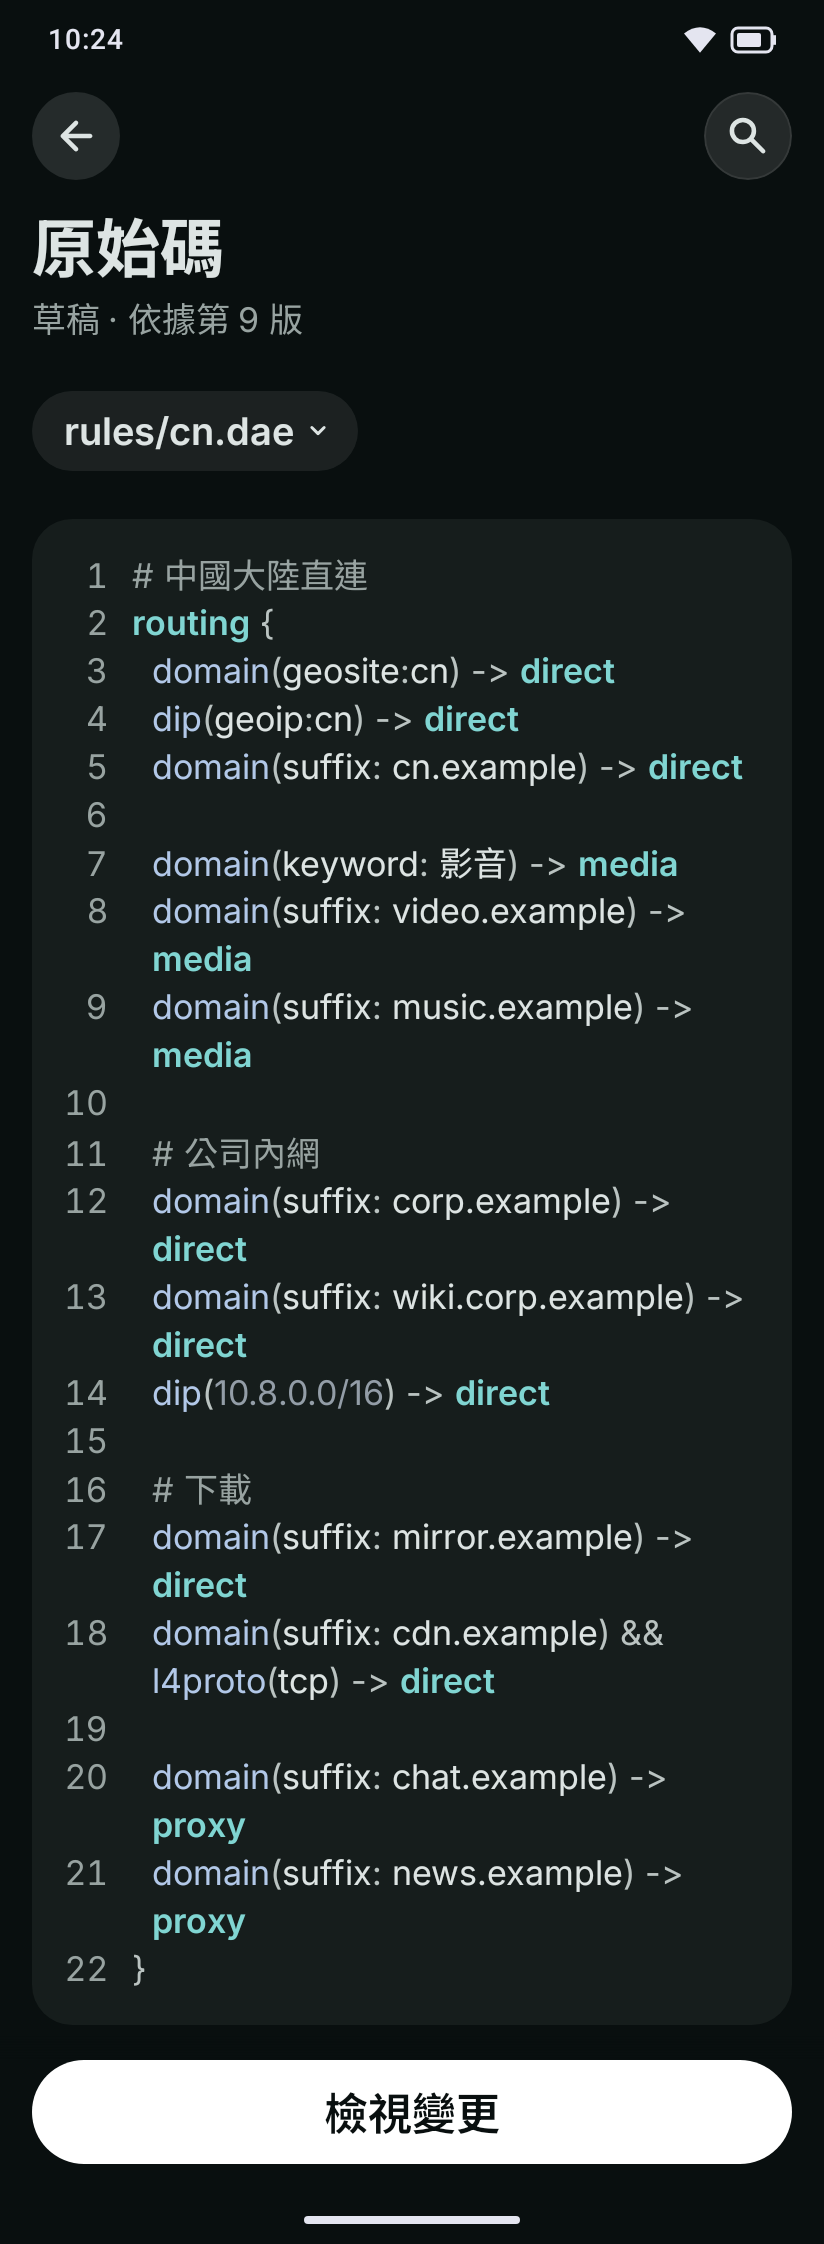 10:24
原始碼
草稿 · 依據第 9 版
rules/cn.dae
1 # 中國大陸直連
2 routing {
3 domain(geosite:cn) -> direct
4 dip(geoip:cn) -> direct
5 domain(suffix: cn.example) -> direct
6
7 domain(keyword: 影音) -> media
8 domain(suffix: video.example) ->
media
9 domain(suffix: music.example) ->
media
10
11 # 公司內網
12 domain(suffix: corp.example) ->
direct
13 domain(suffix: wiki.corp.example) ->
direct
14 dip(10.8.0.0/16) -> direct
15
16 # 下載
17 domain(suffix: mirror.example) ->
direct
18 domain(suffix: cdn.example) &&
l4proto(tcp) -> direct
19
20 domain(suffix: chat.example) ->
proxy
21 domain(suffix: news.example) ->
proxy
22 }
檢視變更